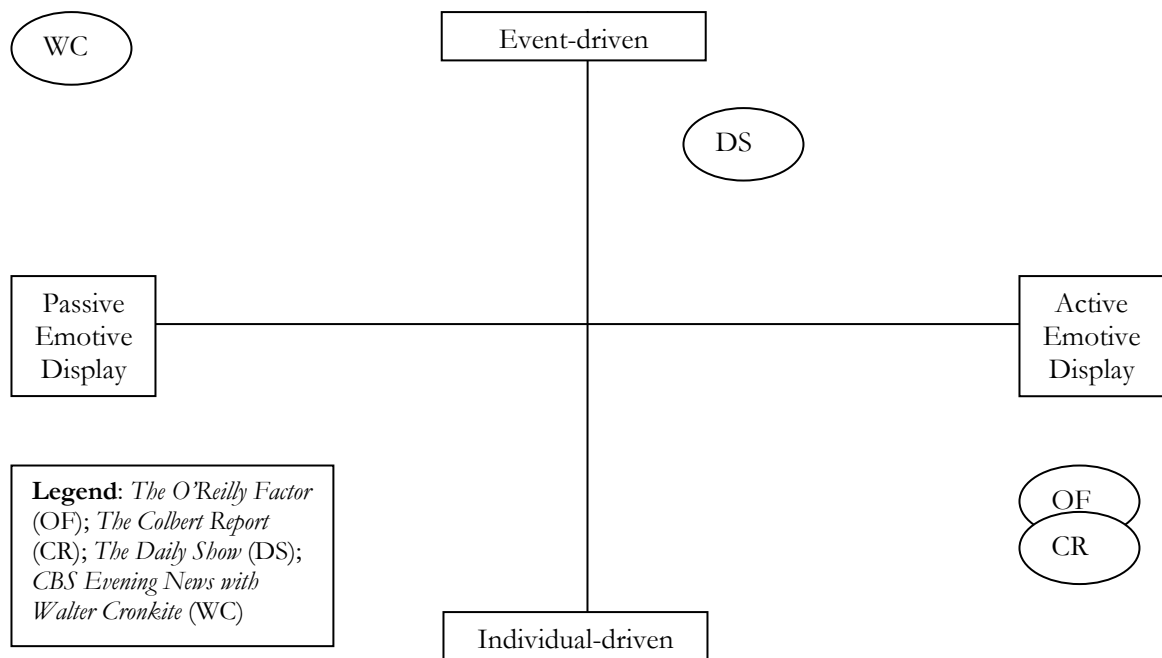 WC
Event-driven
DS
Passive
Emotive
Display
Active
Emotive
Display
Legend: The O’Reilly Factor
(OF); The Colbert Report
(CR); The Daily Show (DS);
CBS Evening News with
Walter Cronkite (WC)
OF
CR
Individual-driven